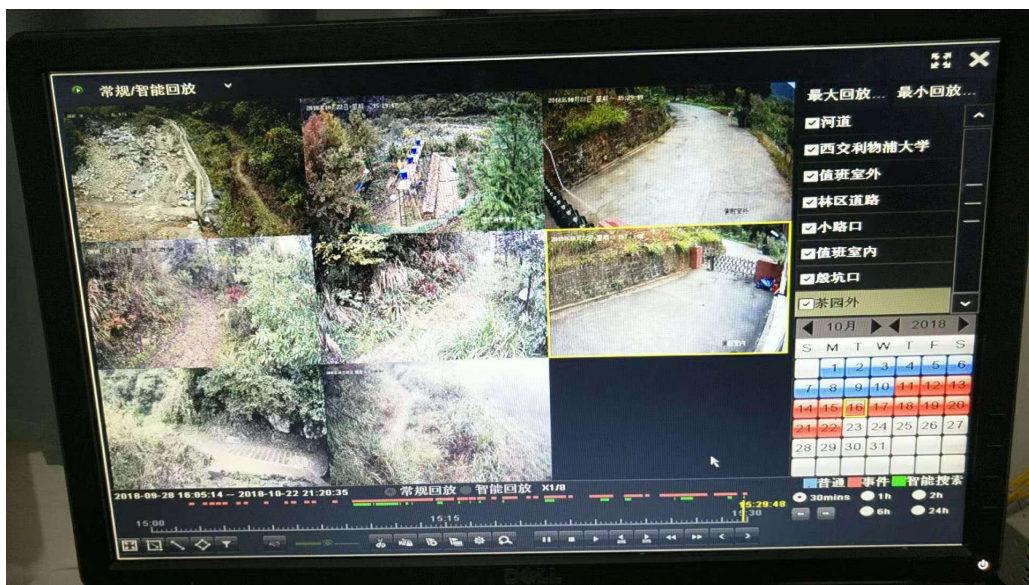 常规/智能回放
最大回放... 最小回放...
河道
西交利物浦大学
值班室外
林区道路
小路口
值班室内
殷坑口
茶园外
10月 2018
S M T W T F S
1 2 3 4 5 6
7 8 9 10 11 12 13
14 15 16 17 18 19 20
21 22 23 24 25 26 27
28 29 30 31
普通 事件 智能搜索
2018-09-28 16:05:14 -- 2018-10-22 21:20:35
常规回放 智能回放 X1/8
15:29:48
15:00 15:15 15:30
30mins 1h 2h
6h 24h
DELL